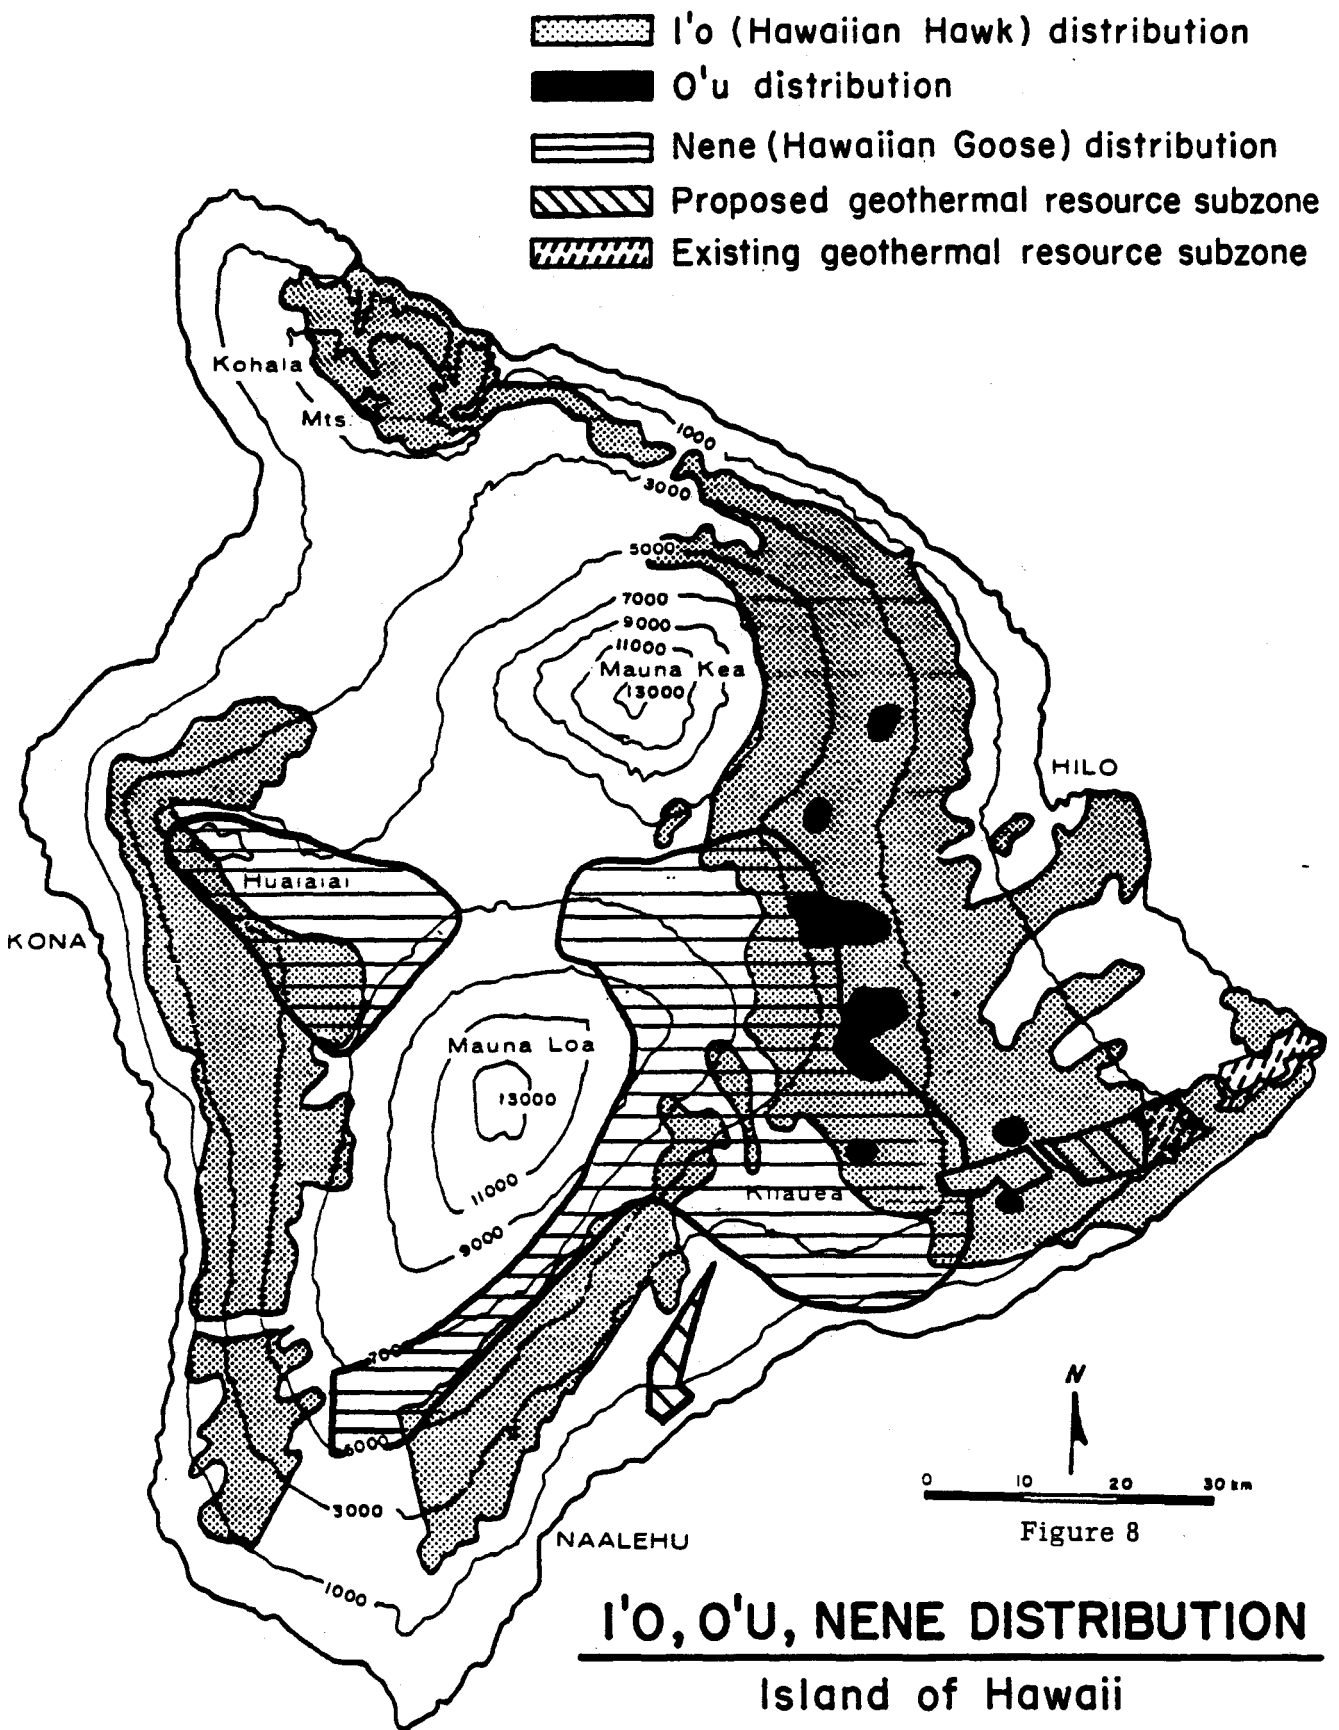 I'o (Hawaiian Hawk) distribution
O'u distribution
Nene (Hawaiian Goose) distribution
Proposed geothermal resource subzone
Existing geothermal resource subzone
Kohala
Mts.
1000
3000
5000
7000
9000
11000
Mauna Kea
13000
HILO
Hualalai
KONA
Mauna Loa
13000
11000
Kilauea
9000
7000
5000
3000
1000
NAALEHU
N
0 10 20 30 km
Figure 8
I'O, O'U, NENE DISTRIBUTION
Island of Hawaii